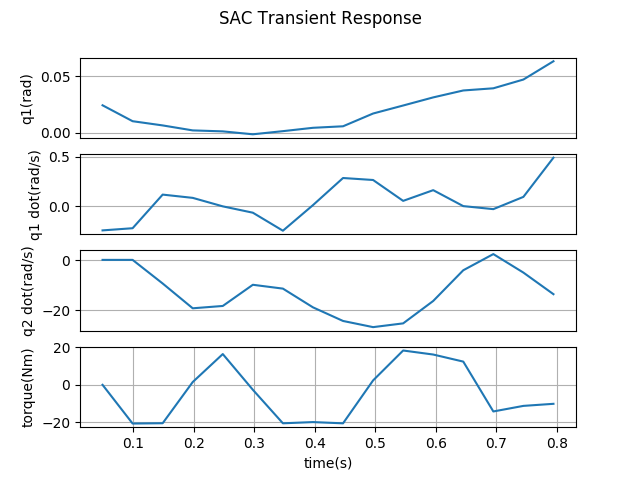 SAC Transient Response
0.05
0.00
q1(rad)
0.5
0.0
q1 dot(rad/s)
0
−20
q2 dot(rad/s)
20
0
−20
torque(Nm)
0.1 0.2 0.3 0.4 0.5 0.6 0.7 0.8
time(s)